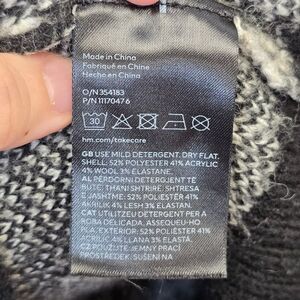 Made in China
Fabriqué en Chine
Hecho en China
O/N 354183
P/N 1117047 6
30
hm.com/takecare
GB USE MILD DETERGENT. DRY FLAT.
SHELL: 52% POLYESTER 41% ACRYLIC
4% WOOL 3% ELASTANE.
AL PËRDORNI DETERGJENT TË
BUTË. THANI SHTRIRË. SHTRESA
E JASHTME: 52% POLIESTËR 41%
AKRILIK 4% LESH 3% ELASTAN.
CAT UTILITZEU DETERGENT PER A
ROBA DELICADA. ASSEQUEU-HO
PLA. EXTERIOR: 52% POLIÈSTER 41%
ACRÍLIC 4% LLANA 3% ELASTÀ.
CZ POUŽIJTE JEMNÝ PRACÍ
PROSTŘEDEK. SUŠENÍ NA